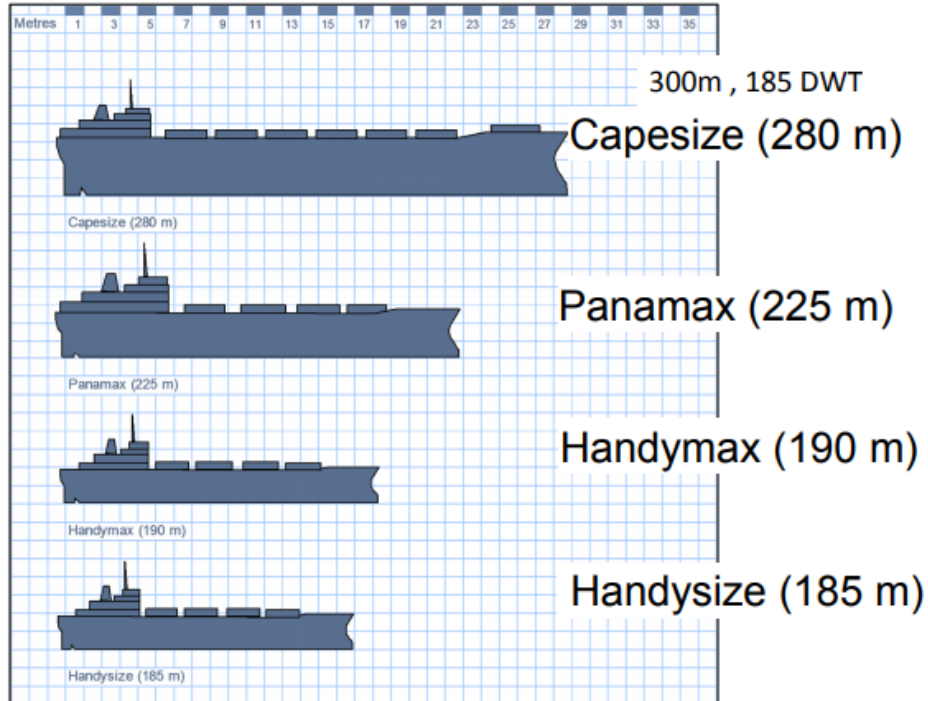 Metres 1 3 5 7 9 11 13 15 17 19 21 23 25 27 29 31 33 35
300m , 185 DWT
Capesize (280 m)
Capesize (280 m)
Panamax (225 m)
Panamax (225 m)
Handymax (190 m)
Handymax (190 m)
Handysize (185 m)
Handysize (185 m)